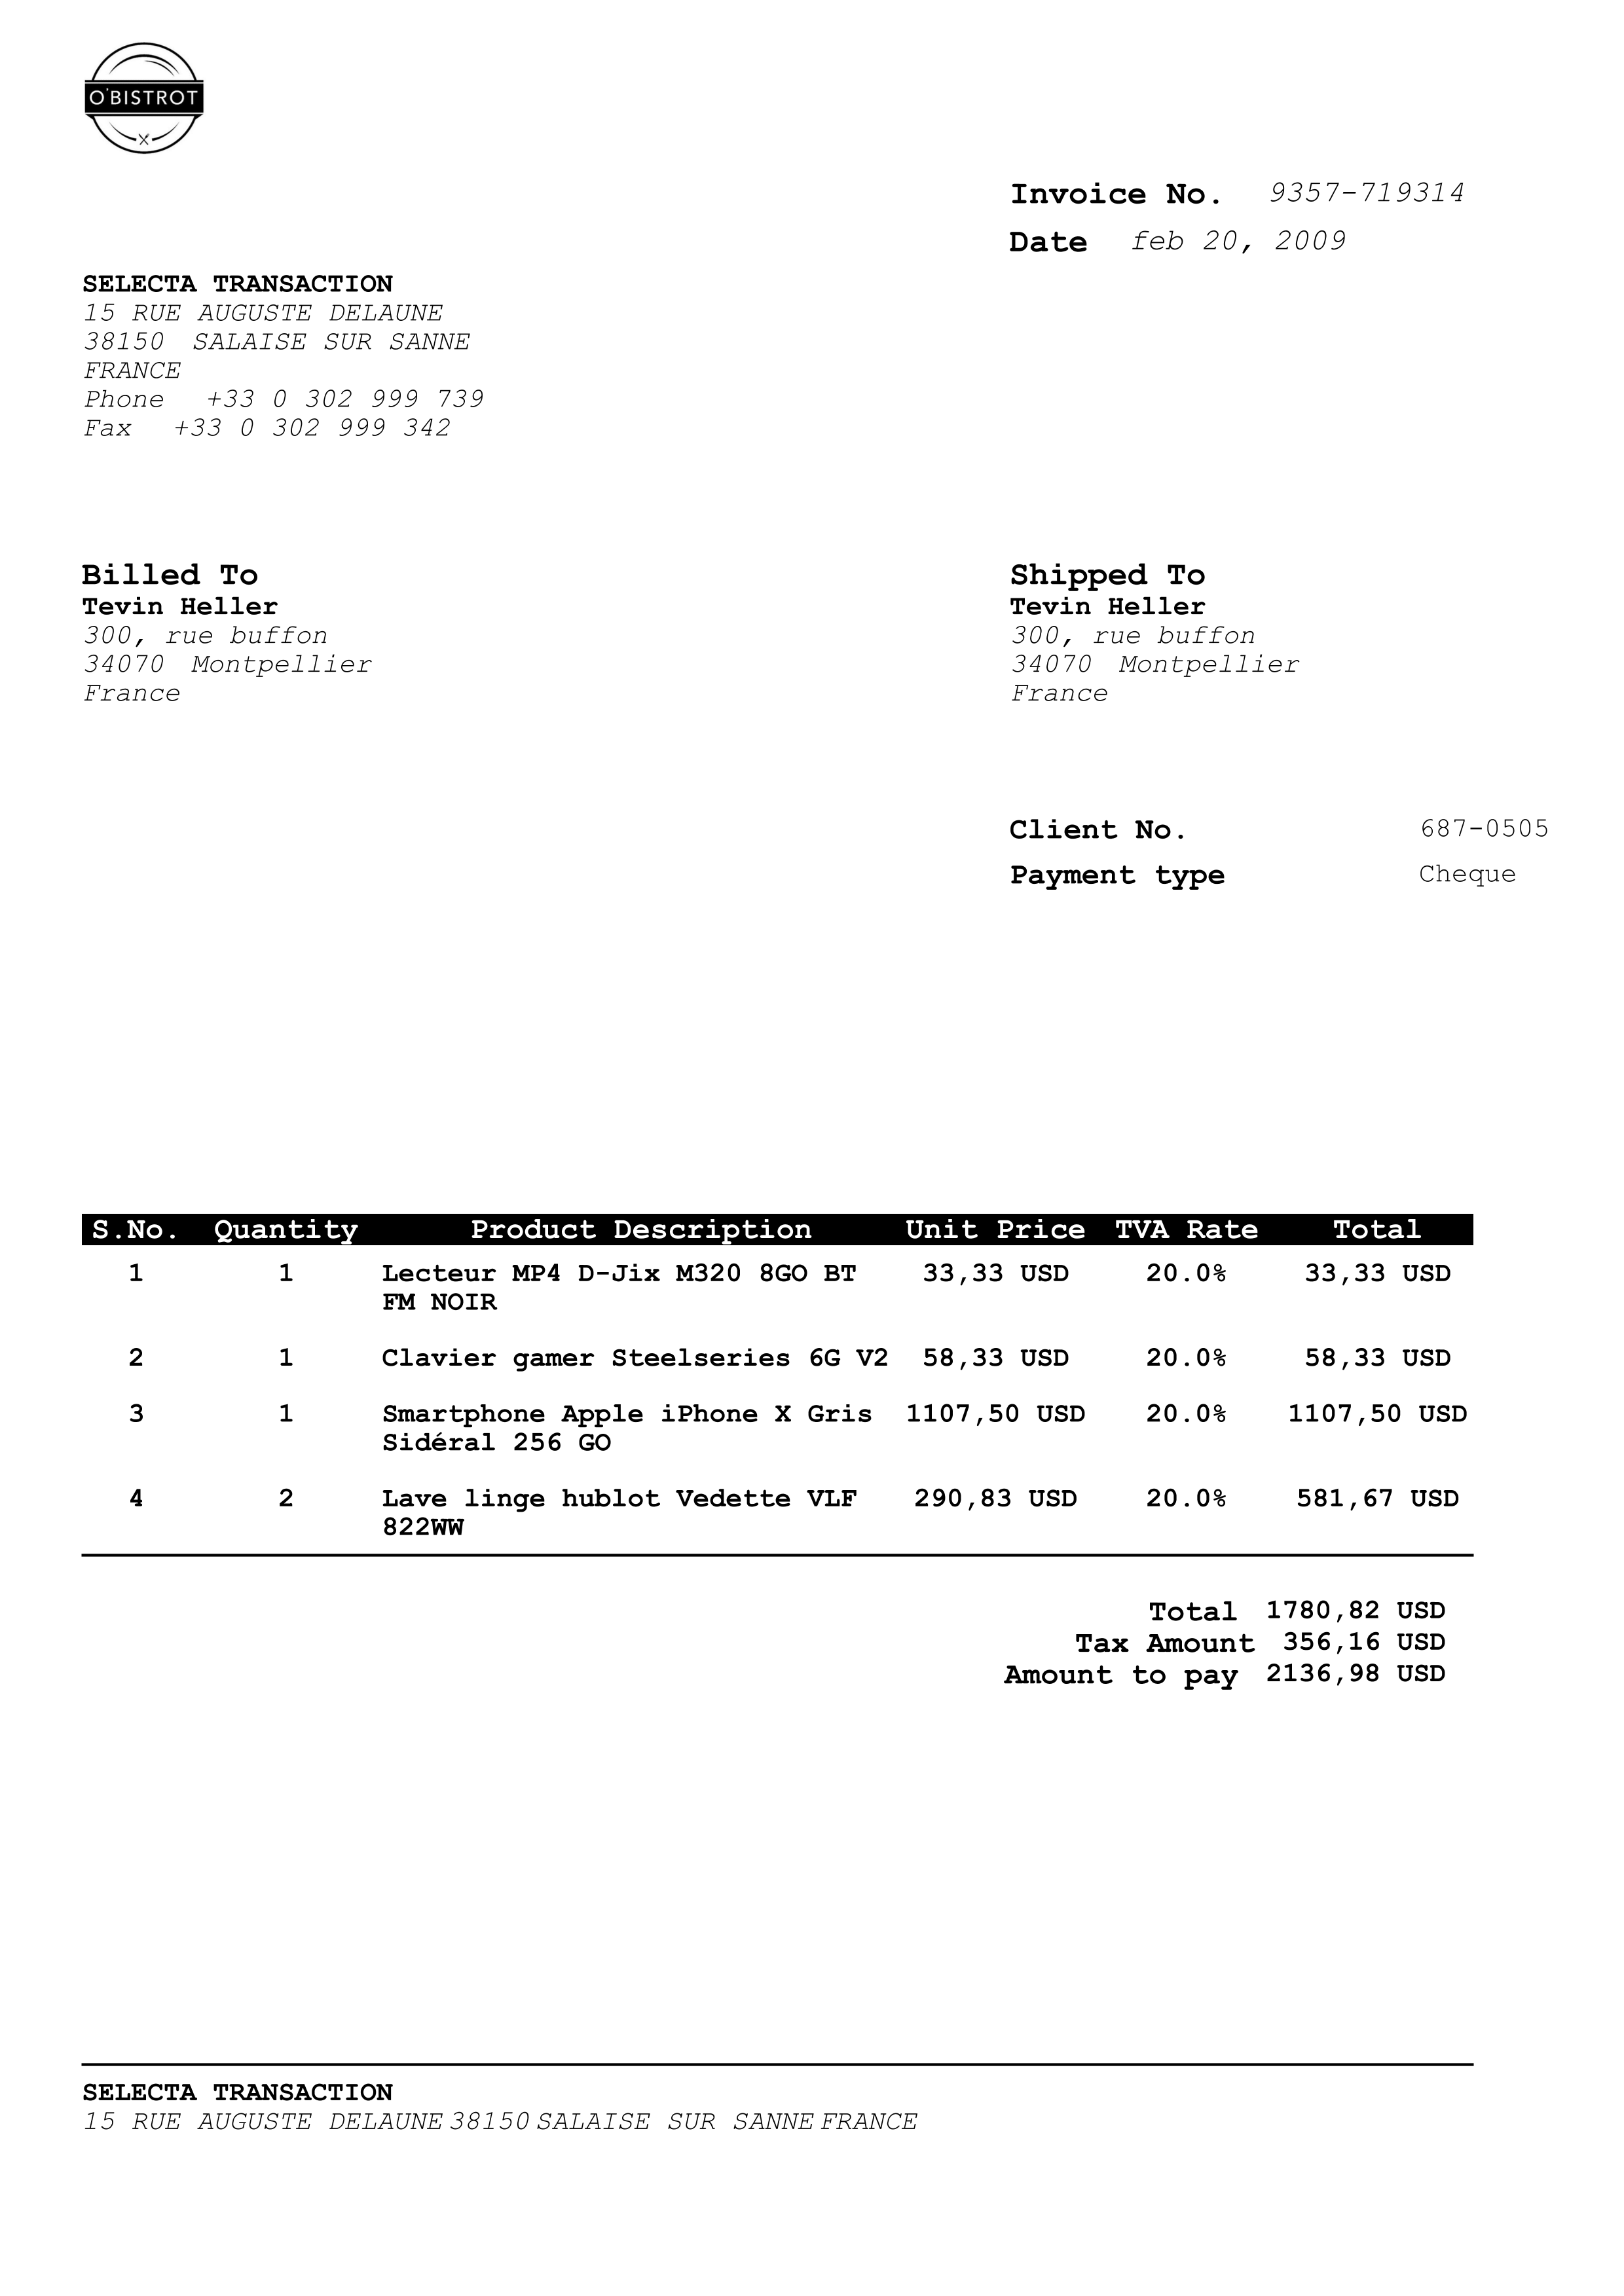 O'BISTROT
Invoice No. 9357-719314
Date feb 20, 2009
SELECTA TRANSACTION
15 RUE AUGUSTE DELAUNE
38150 SALAISE SUR SANNE
FRANCE
Phone +33 0 302 999 739
Fax +33 0 302 999 342
Billed To
Tevin Heller
300, rue buffon
34070 Montpellier
France
Shipped To
Tevin Heller
300, rue buffon
34070 Montpellier
France
Client No. 687-0505
Payment type Cheque
S.No. Quantity Product Description Unit Price TVA Rate Total
1 1 Lecteur MP4 D-Jix M320 8GO BT 33,33 USD 20.0% 33,33 USD
FM NOIR
2 1 Clavier gamer Steelseries 6G V2 58,33 USD 20.0% 58,33 USD
3 1 Smartphone Apple iPhone X Gris 1107,50 USD 20.0% 1107,50 USD
Sidéral 256 GO
4 2 Lave linge hublot Vedette VLF 290,83 USD 20.0% 581,67 USD
822WW
Total 1780,82 USD
Tax Amount 356,16 USD
Amount to pay 2136,98 USD
SELECTA TRANSACTION
15 RUE AUGUSTE DELAUNE 38150 SALAISE SUR SANNE FRANCE